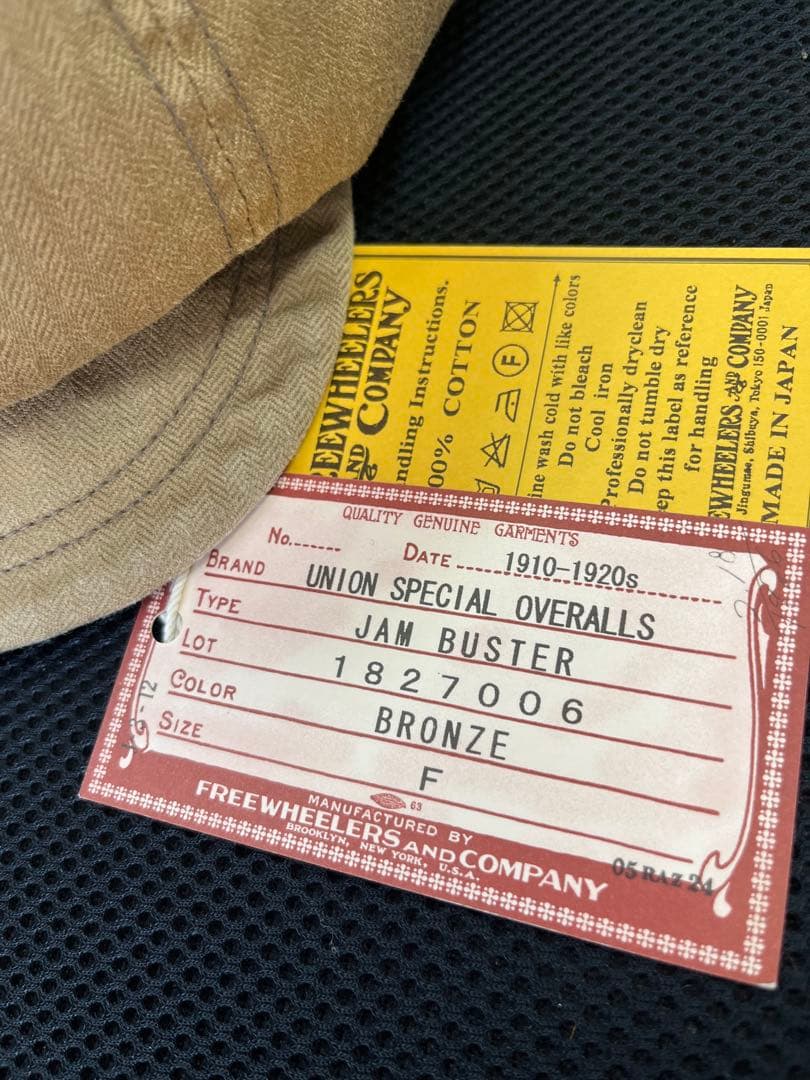 FREEWHEELERS
AND COMPANY
Handling Instructions.
100% COTTON
F
Machine wash cold with like colors
Do not bleach
Cool iron
Professionally dryclean
Do not tumble dry
Keep this label as reference
for handling
FREEWHEELERS AND COMPANY
Jingumae, Shibuya, Tokyo 150-0001 Japan
MADE IN JAPAN
QUALITY GENUINE GARMENTS
No.
DATE 1910-1920s
BRAND UNION SPECIAL OVERALLS
TYPE JAM BUSTER
LOT 1827006
COLOR BRONZE
SIZE F
63
MANUFACTURED BY
FREEWHEELERS AND COMPANY
BROOKLYN, NEW YORK, U.S.A.
05 RAZ 24